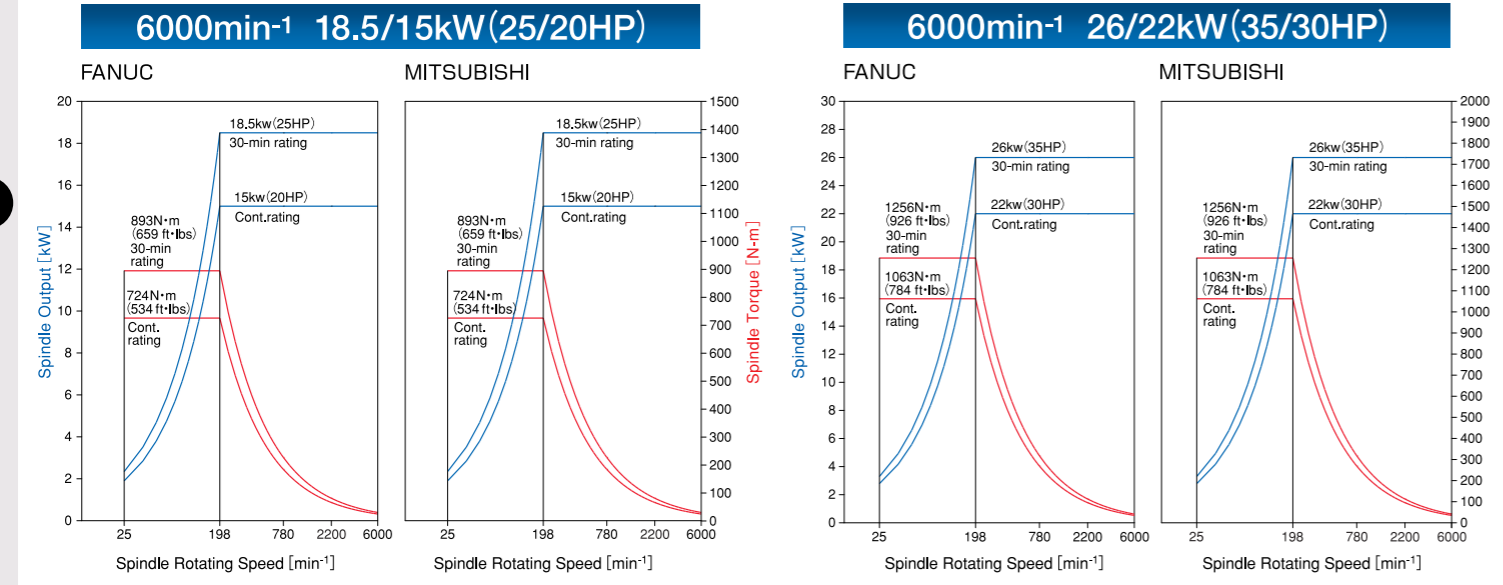 6000min-1 18.5/15kW(25/20HP)
FANUC
MITSUBISHI
Spindle Output [kW]
20
18
16
14
12
10
8
6
4
2
0
18.5kw(25HP)
30-min rating
15kw(20HP)
Cont.rating
893N•m
(659 ft•lbs)
30-min
rating
724N•m
(534 ft•lbs)
Cont.
rating
25
198
780
2200
6000
Spindle Rotating Speed [min-1]
18.5kw(25HP)
30-min rating
15kw(20HP)
Cont.rating
893N•m
(659 ft•lbs)
30-min
rating
724N•m
(534 ft•lbs)
Cont.
rating
25
198
780
2200
6000
Spindle Rotating Speed [min-1]
1500
1400
1300
1200
1100
1000
900
800
700
600
500
400
300
200
100
0
Spindle Torque [N-m]
6000min-1 26/22kW(35/30HP)
FANUC
MITSUBISHI
Spindle Output [kW]
30
28
26
24
22
20
18
16
14
12
10
8
6
4
2
0
26kw(35HP)
30-min rating
22kw(30HP)
Cont.rating
1256N•m
(926 ft•lbs)
30-min
rating
1063N•m
(784 ft•lbs)
Cont.
rating
25
198
780
2200
6000
Spindle Rotating Speed [min-1]
26kw(35HP)
30-min rating
22kw(30HP)
Cont.rating
1256N•m
(926 ft•lbs)
30-min
rating
1063N•m
(784 ft•lbs)
Cont.
rating
25
198
780
2200
6000
Spindle Rotating Speed [min-1]
2000
1900
1800
1700
1600
1500
1400
1300
1200
1100
1000
900
800
700
600
500
400
300
200
100
0